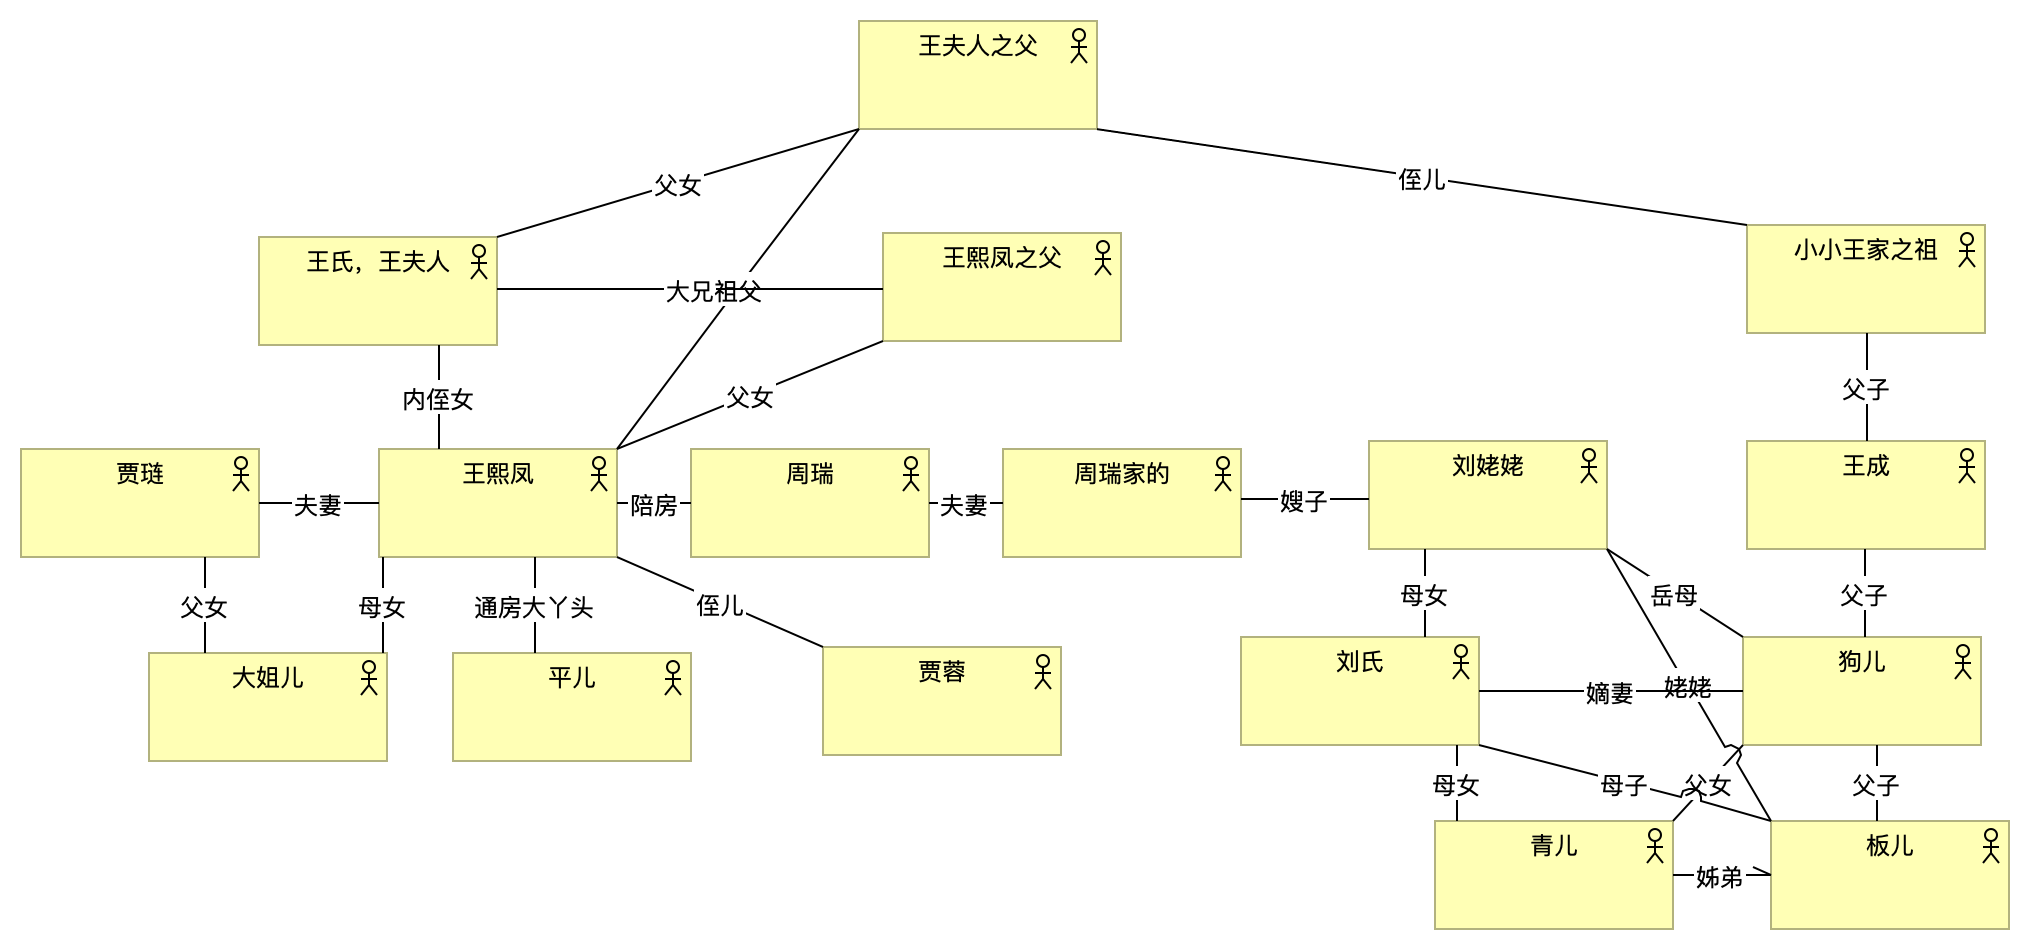 王夫人之父
父女
侄儿
王氏，王夫人
大兄
祖父
王熙凤之父
小小王家之祖
内侄女
父女
父子
贾琏
夫妻
王熙凤
陪房
周瑞
夫妻
周瑞家的
嫂子
刘姥姥
王成
父女
母女
通房大丫头
侄儿
母女
岳母
父子
大姐儿
平儿
贾蓉
刘氏
嫡妻
姥姥
狗儿
母女
母子
父女
父子
青儿
姊弟
板儿